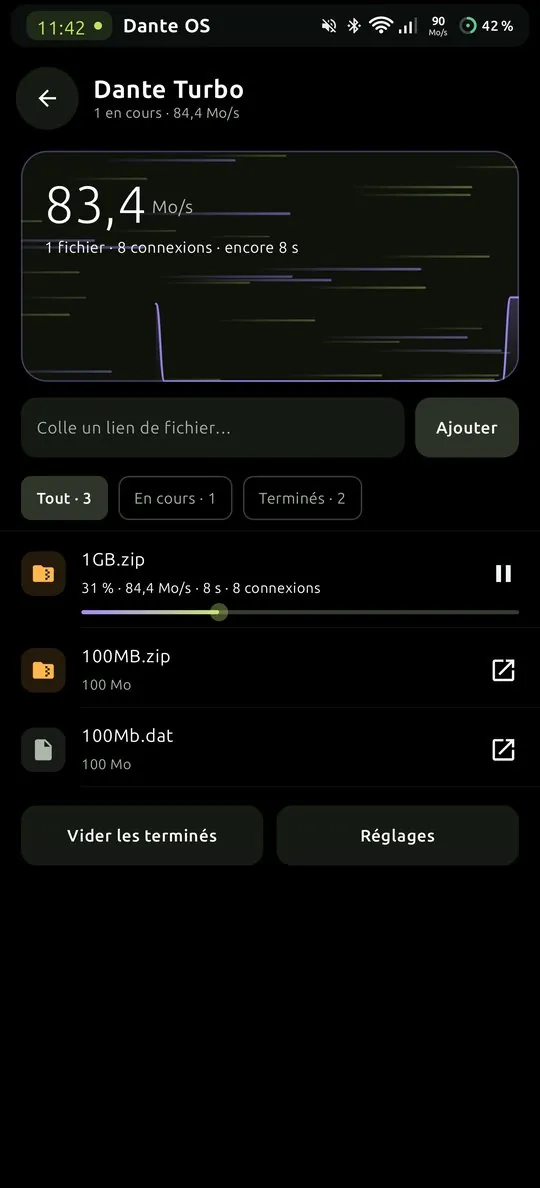 11:42 Dante OS 90 Mo/s 42 %
Dante Turbo
1 en cours · 84,4 Mo/s
83,4 Mo/s
1 fichier · 8 connexions · encore 8 s
Colle un lien de fichier... Ajouter
Tout · 3 En cours · 1 Terminés · 2
1GB.zip
31 % · 84,4 Mo/s · 8 s · 8 connexions
100MB.zip
100 Mo
100Mb.dat
100 Mo
Vider les terminés Réglages